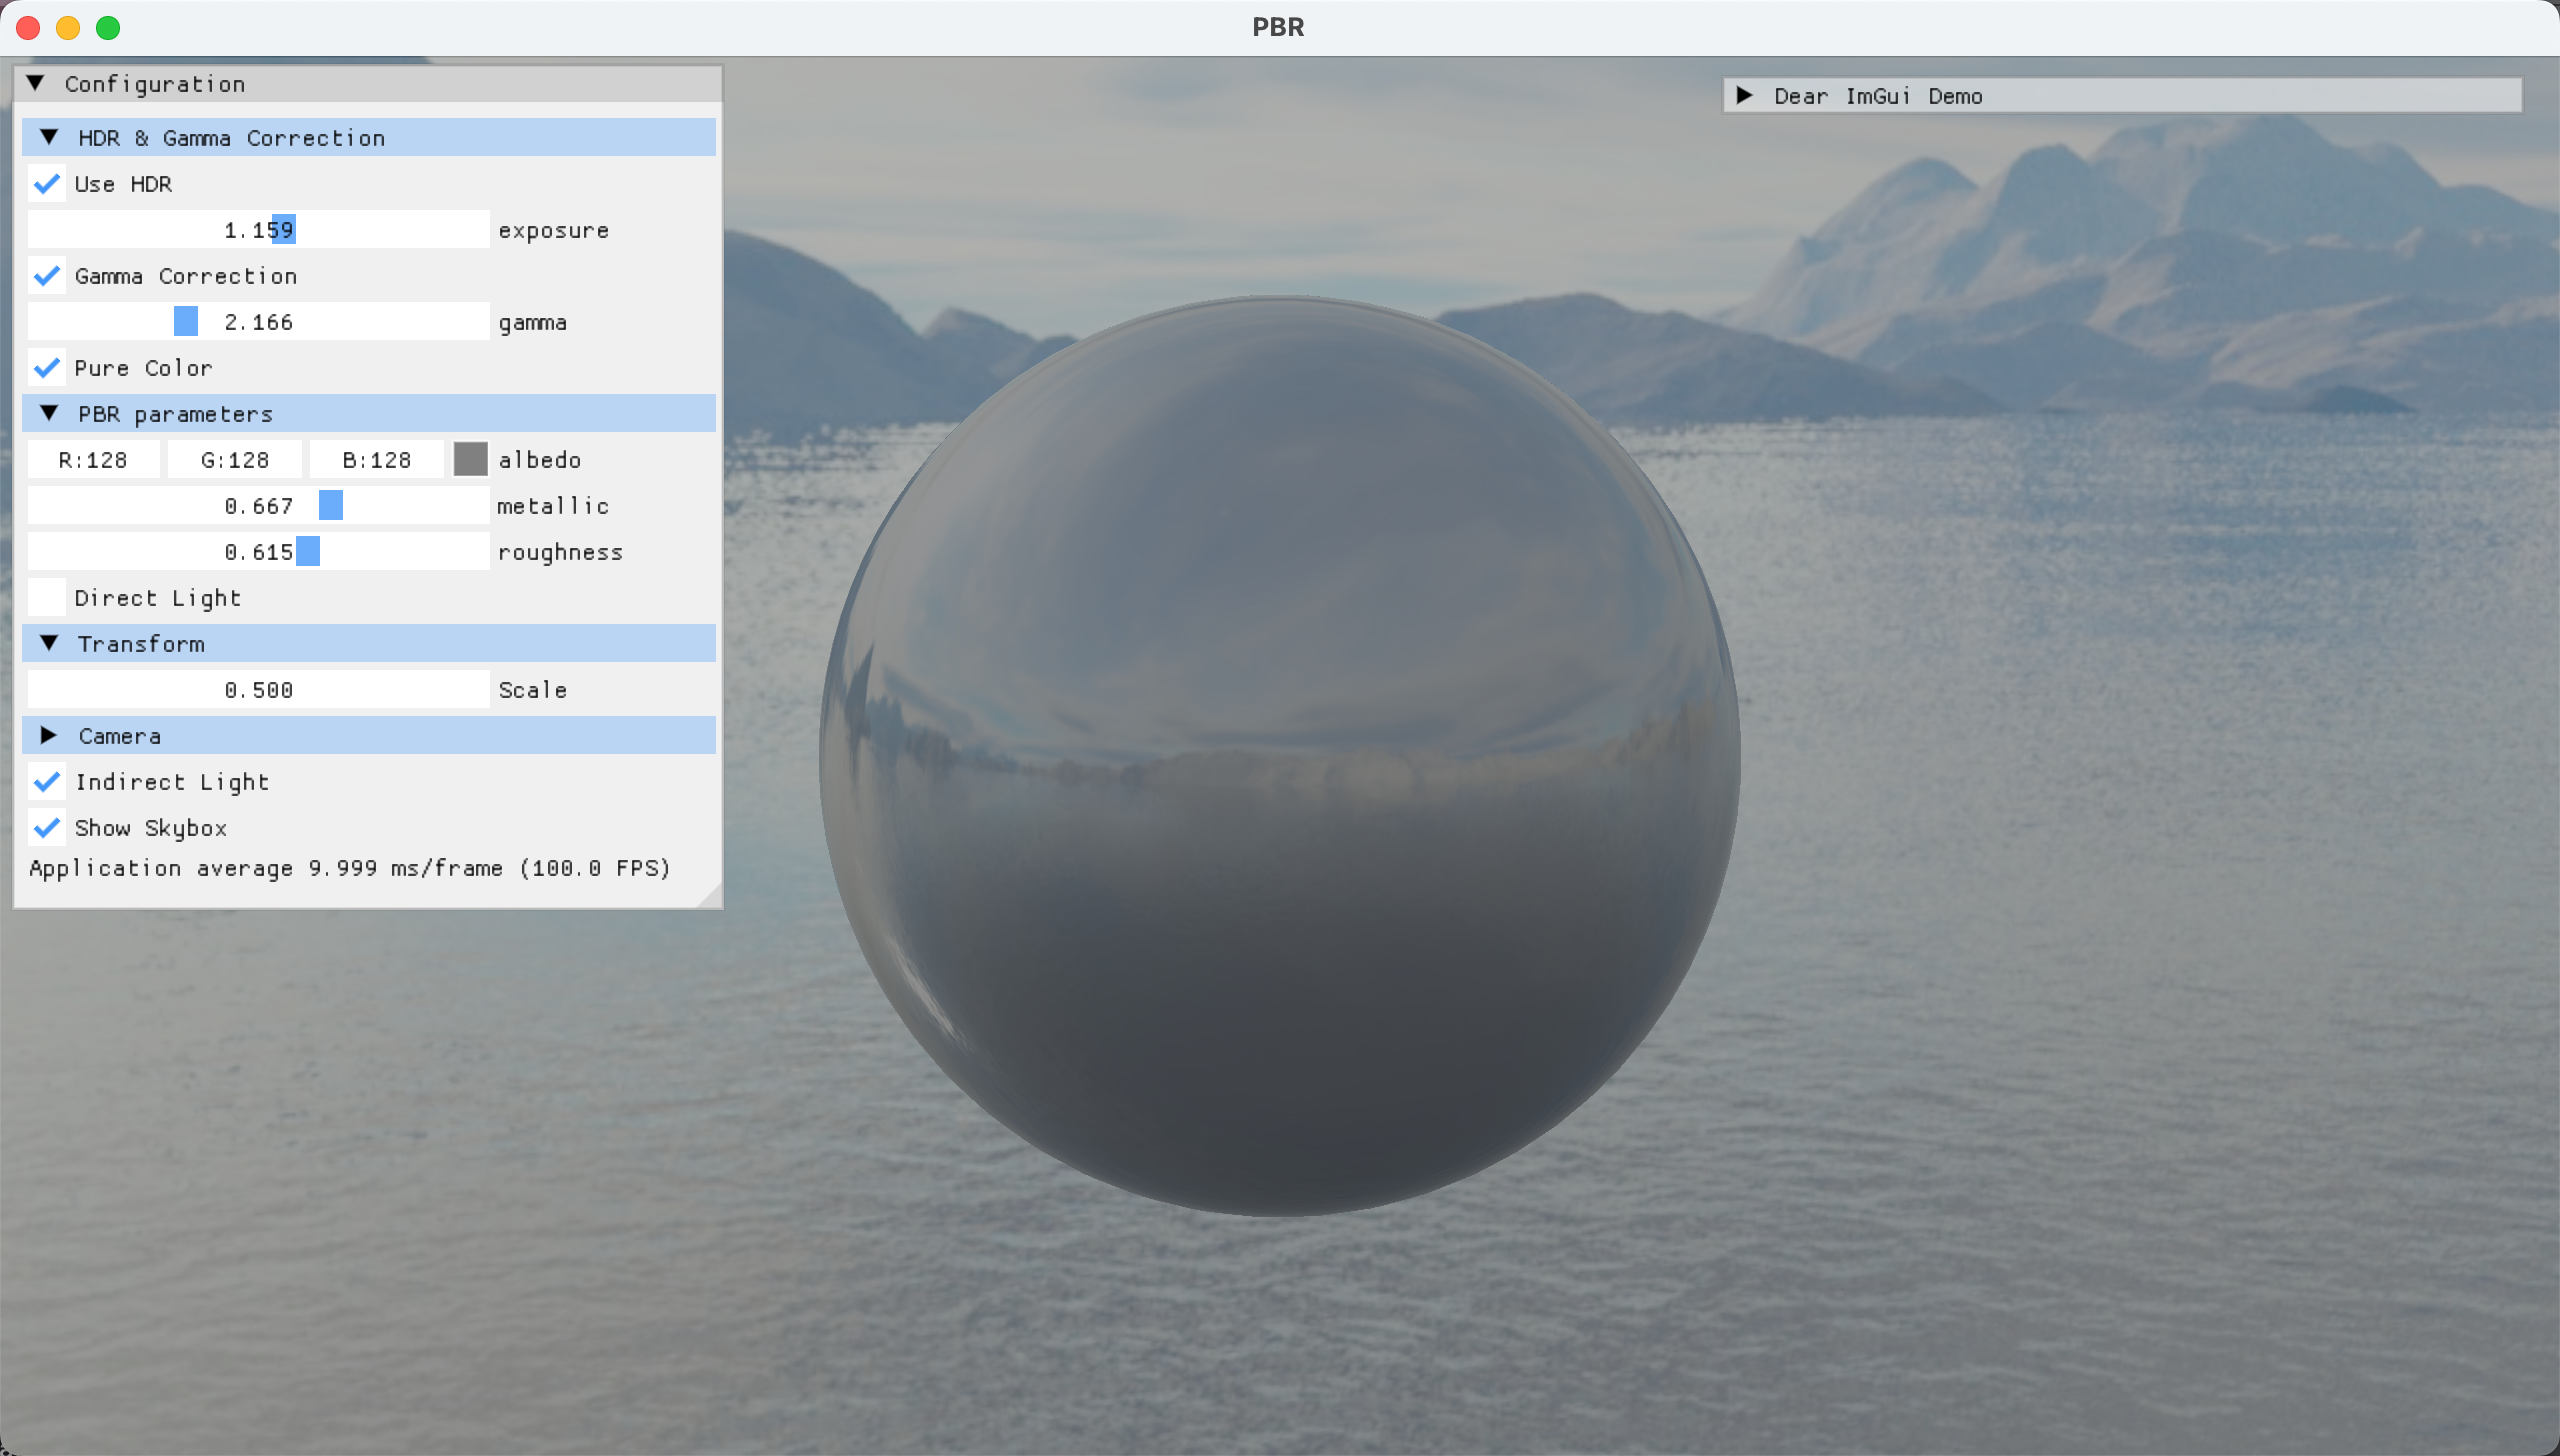 PBR
Configuration
Dear ImGui Demo
HDR & Gamma Correction
Use HDR
1.159 exposure
Gamma Correction
2.166 gamma
Pure Color
PBR parameters
R:128 G:128 B:128 albedo
0.667 metallic
0.615 roughness
Direct Light
Transform
0.500 Scale
Camera
Indirect Light
Show Skybox
Application average 9.999 ms/frame (100.0 FPS)